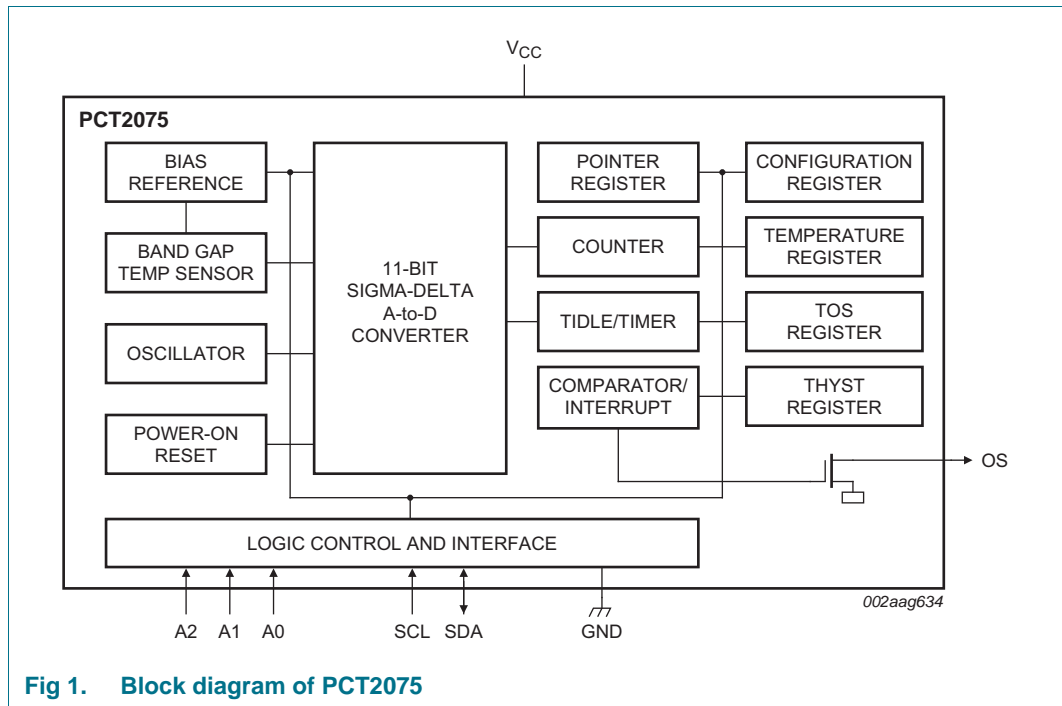 V_CC
PCT2075
BIAS
REFERENCE
BAND GAP
TEMP SENSOR
OSCILLATOR
POWER-ON
RESET
11-BIT
SIGMA-DELTA
A-to-D
CONVERTER
POINTER
REGISTER
COUNTER
TIDLE/TIMER
COMPARATOR/
INTERRUPT
CONFIGURATION
REGISTER
TEMPERATURE
REGISTER
TOS
REGISTER
THYST
REGISTER
OS
LOGIC CONTROL AND INTERFACE
A2 A1 A0 SCL SDA GND
002aag634
Fig 1. Block diagram of PCT2075